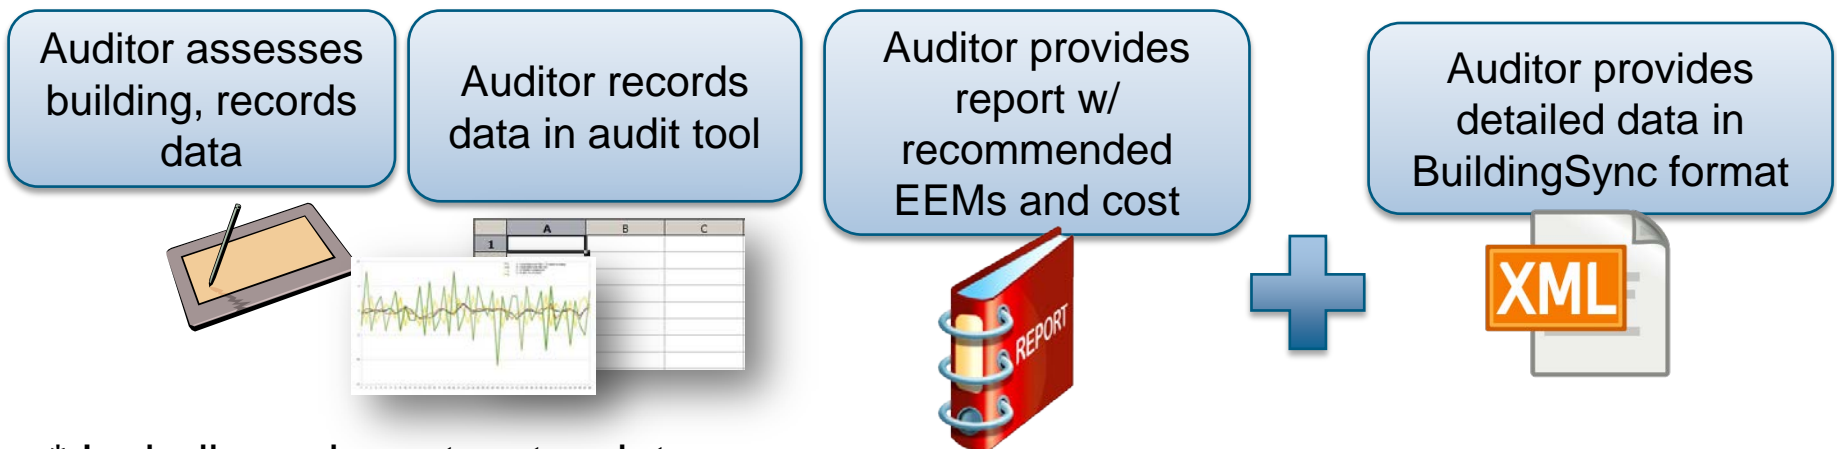 Auditor assesses
building, records
data
Auditor records
data in audit tool
Auditor provides
report w/
recommended
EEMs and cost
Auditor provides
detailed data in
BuildingSync format
A B C
1
REPORT
XML